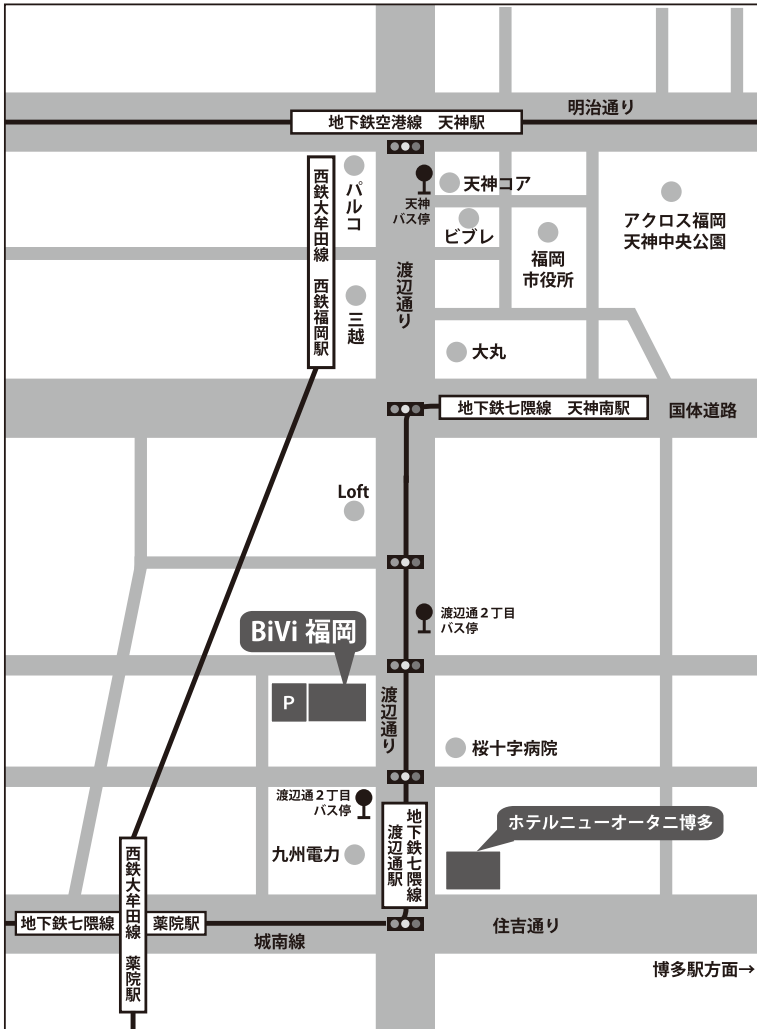 明治通り
地下鉄空港線　天神駅
西鉄大牟田線　西鉄福岡駅
パルコ
天神
バス停
天神コア
ビブレ
福岡
市役所
アクロス福岡
天神中央公園
渡辺通り
三越
大丸
地下鉄七隈線　天神南駅
国体道路
Loft
渡辺通２丁目
バス停
BiVi 福岡
P
渡辺通り
桜十字病院
渡辺通２丁目
バス停
九州電力
地下鉄七隈線
渡辺通駅
ホテルニューオータニ博多
西鉄大牟田線　薬院駅
地下鉄七隈線　薬院駅
城南線
住吉通り
博多駅方面→